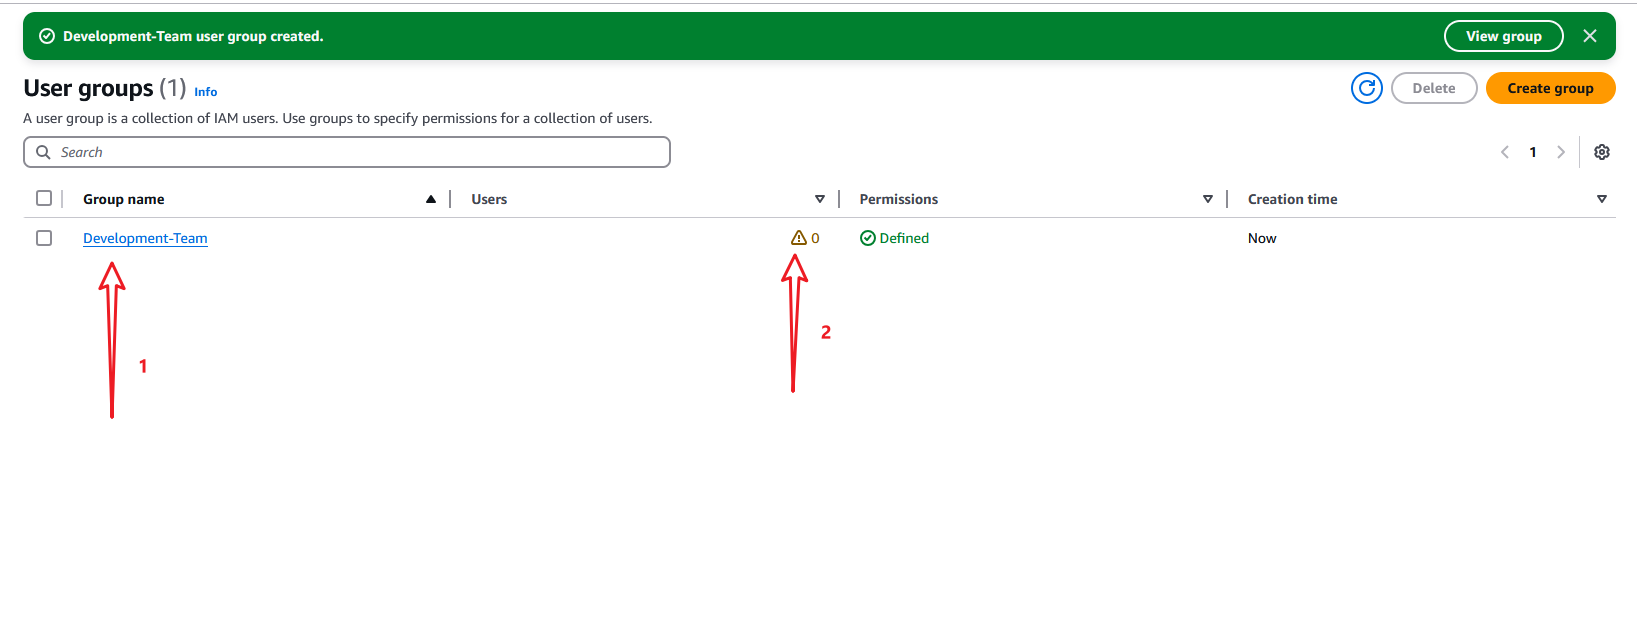 Development-Team user group created. View group
User groups (1) Info
Delete Create group
A user group is a collection of IAM users. Use groups to specify permissions for a collection of users.
Search
1
Group name Users Permissions Creation time
Development-Team 0 Defined Now
2
1